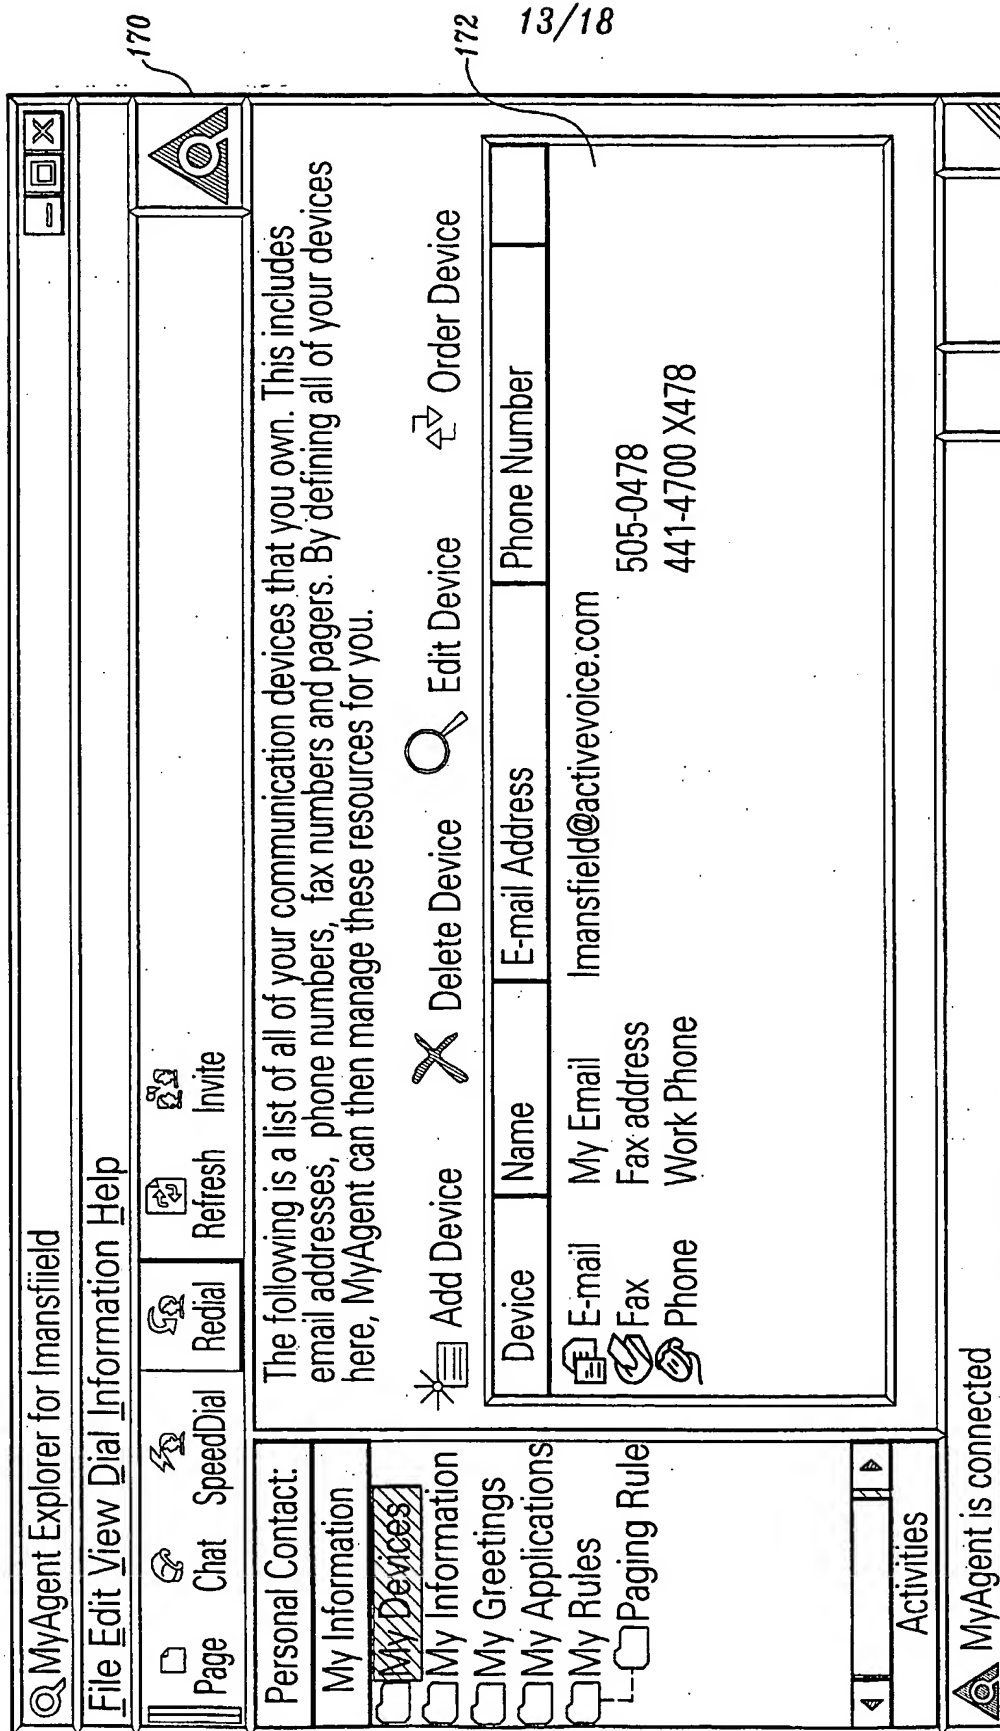 13/18
170
172
MyAgent Explorer for Imansfiield
File Edit View Dial Information Help
Page Chat SpeedDial Redial Refresh Invite
Personal Contact:
My Information
My Devices
My Information
My Greetings
My Applications
My Rules
Paging Rule
Activities
The following is a list of all of your communication devices that you own. This includes
email addresses, phone numbers, fax numbers and pagers. By defining all of your devices
here, MyAgent can then manage these resources for you.
Add Device Delete Device Edit Device Order Device
Device Name E-mail Address Phone Number
E-mail My Email Imansfield@activevoice.com
Fax Fax address 505-0478
Phone Work Phone 441-4700 X478
MyAgent is connected